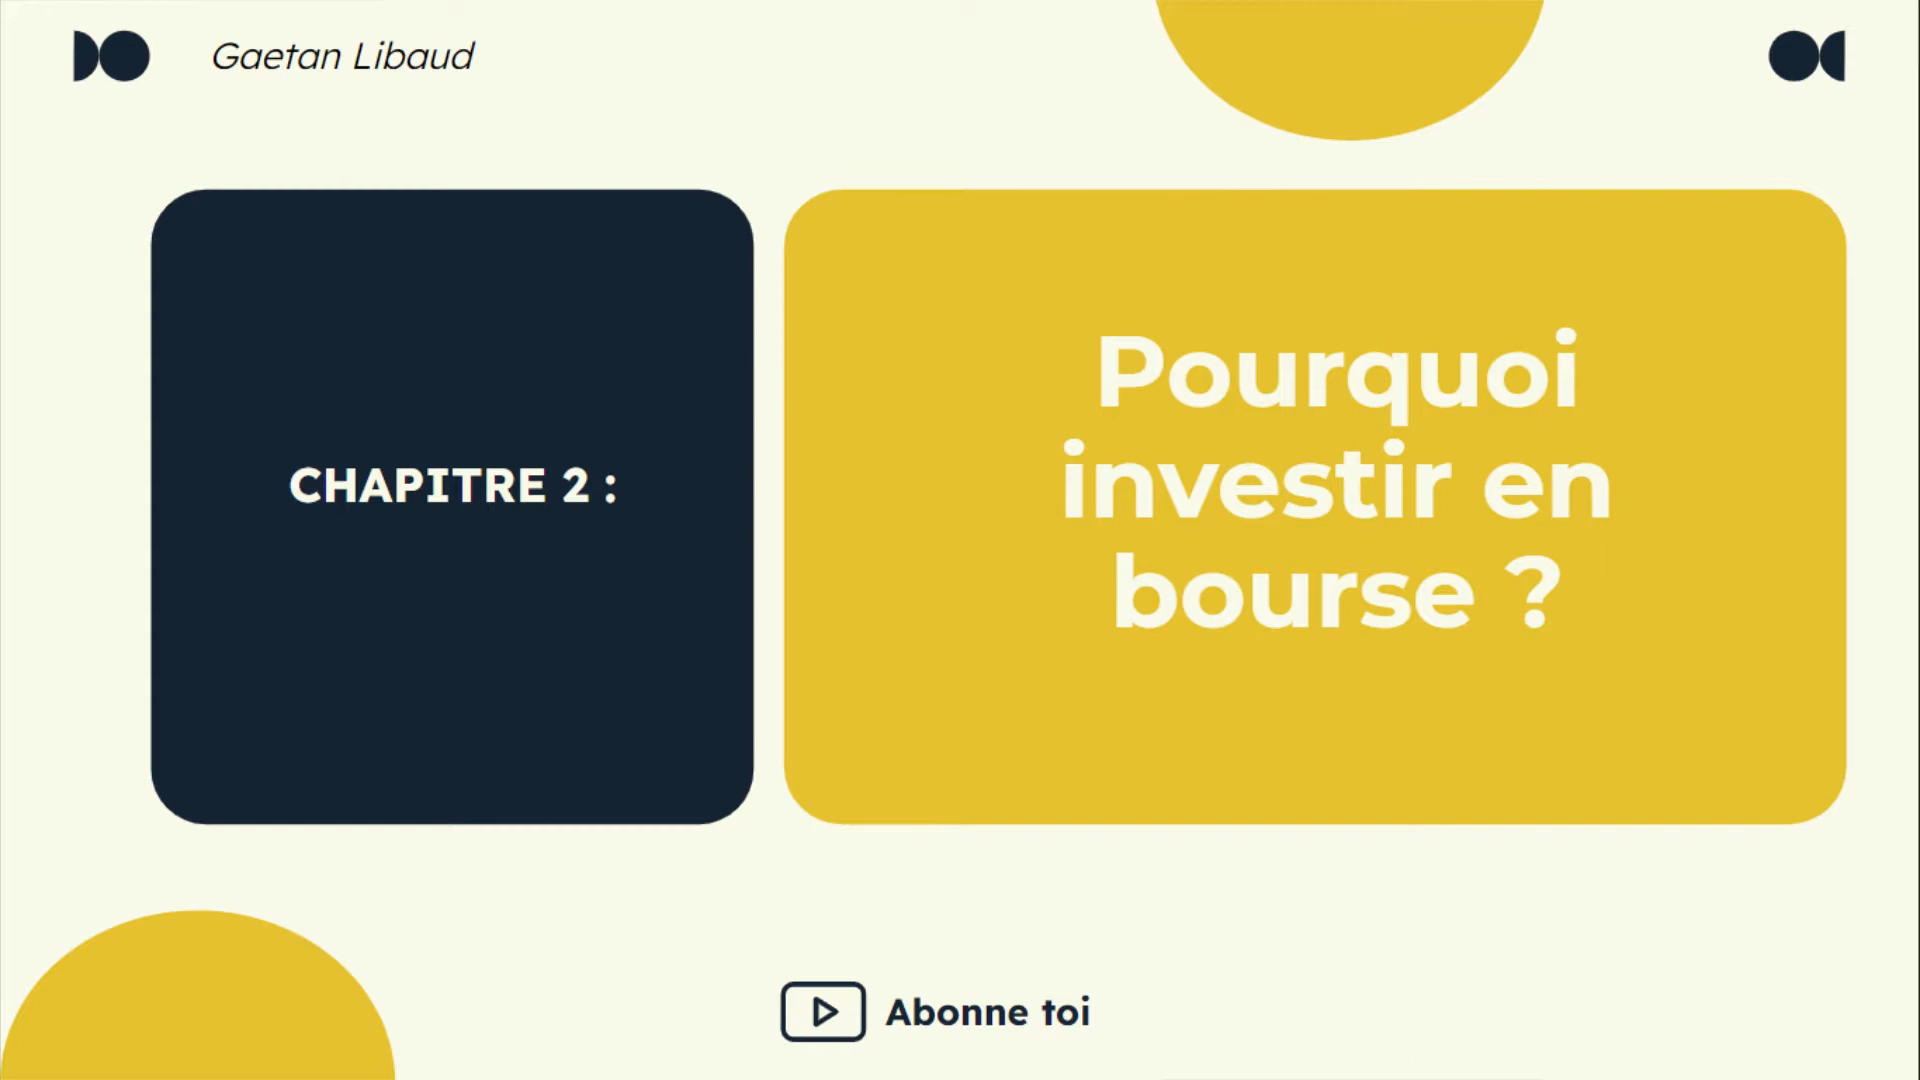 Gaetan Libaud
CHAPITRE 2 :
Pourquoi
investir en
bourse ?
Abonne toi